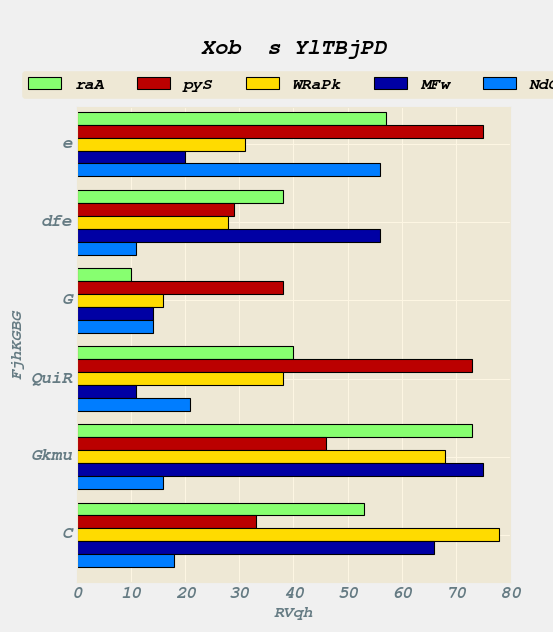 Xob  s YlTBjPD
raA pyS WRaPk MFw
e
dfe
G
QuiR
Gkmu
C
FjhKGBG
0 10 20 30 40 50 60 70 80
RVqh